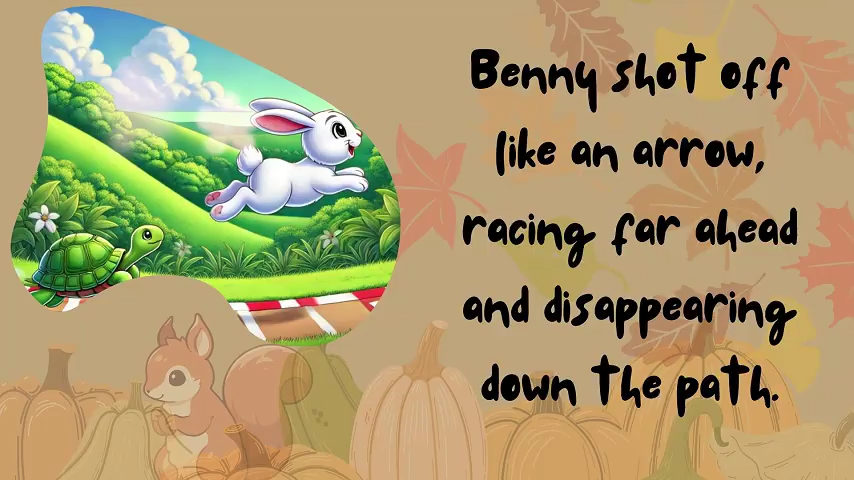 Benny shot off
like an arrow,
racing far ahead
and disappearing
down the path.